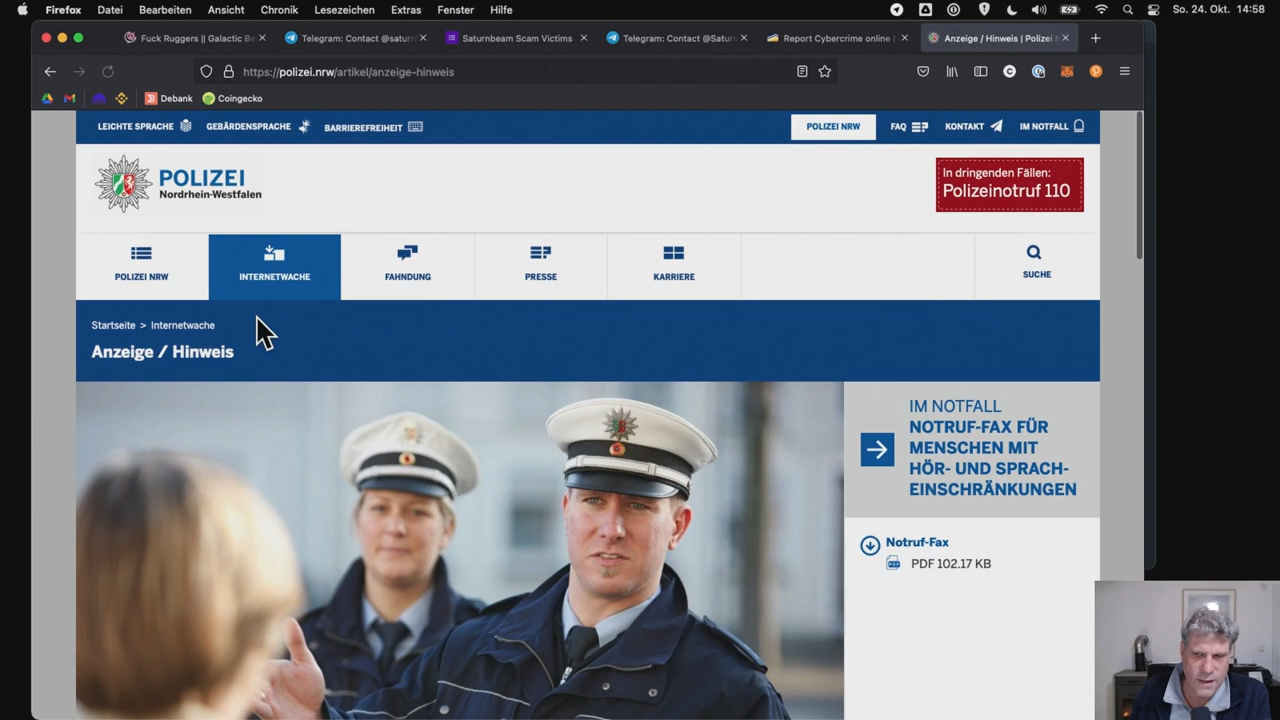 Firefox Datei Bearbeiten Ansicht Chronik Lesezeichen Extras Fenster Hilfe So. 24. Okt. 14:58
Fuck Ruggers || Galactic Be Telegram: Contact @saturn Saturnbeam Scam Victims Telegram: Contact @Saturn Report Cybercrime online | Anzeige / Hinweis | Polizei N
https://polizei.nrw/artikel/anzeige-hinweis
Debank Coingecko
LEICHTE SPRACHE GEBÄRDENSPRACHE BARRIEREFREIHEIT POLIZEI NRW FAQ KONTAKT IM NOTFALL
POLIZEI
Nordrhein-Westfalen
In dringenden Fällen:
Polizeinotruf 110
POLIZEI NRW INTERNETWACHE FAHNDUNG PRESSE KARRIERE SUCHE
Startseite > Internetwache
Anzeige / Hinweis
IM NOTFALL
NOTRUF-FAX FÜR
MENSCHEN MIT
HÖR- UND SPRACH-
EINSCHRÄNKUNGEN
Notruf-Fax
PDF 102.17 KB